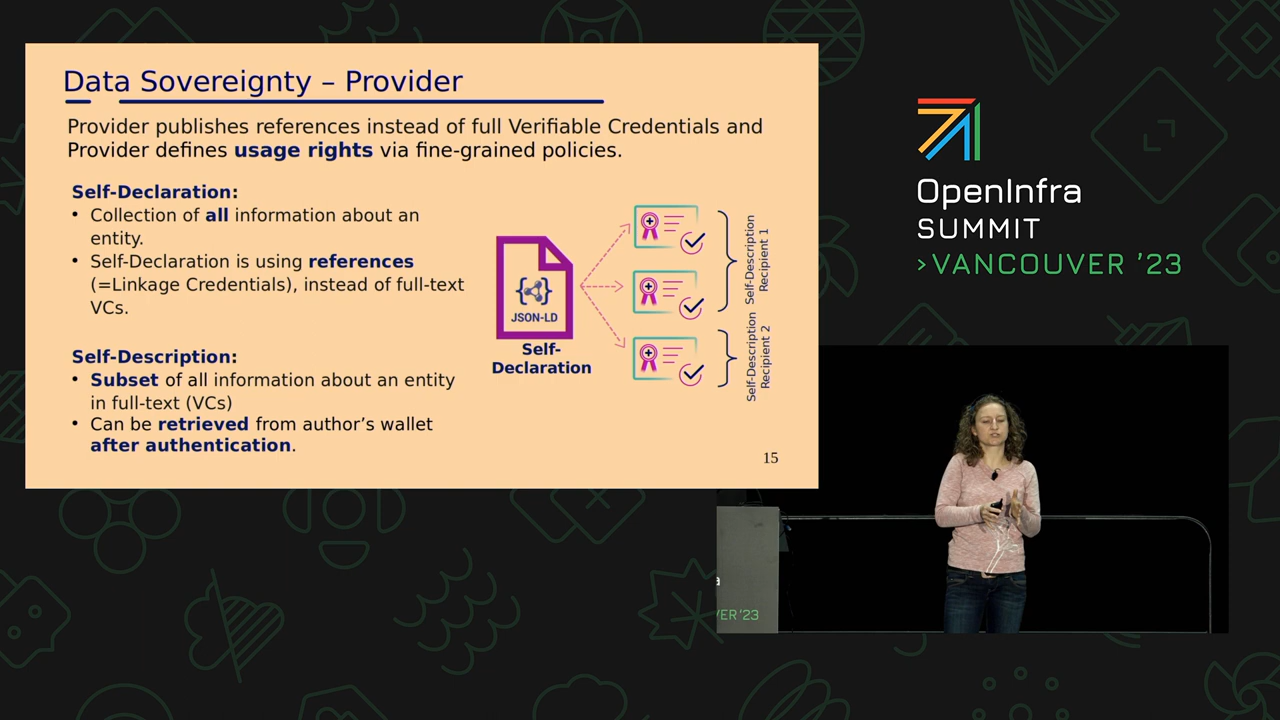 Data Sovereignty – Provider
Provider publishes references instead of full Verifiable Credentials and
Provider defines usage rights via fine-grained policies.
Self-Declaration:
• Collection of all information about an
entity.
• Self-Declaration is using references
(=Linkage Credentials), instead of full-text
VCs.
Self-Description:
• Subset of all information about an entity
in full-text (VCs)
• Can be retrieved from author’s wallet
after authentication.
JSON-LD
Self-
Declaration
Self-Description
Recipient 1
Self-Description
Recipient 2
15
OpenInfra
SUMMIT
>VANCOUVER ’23
a
VER ’23